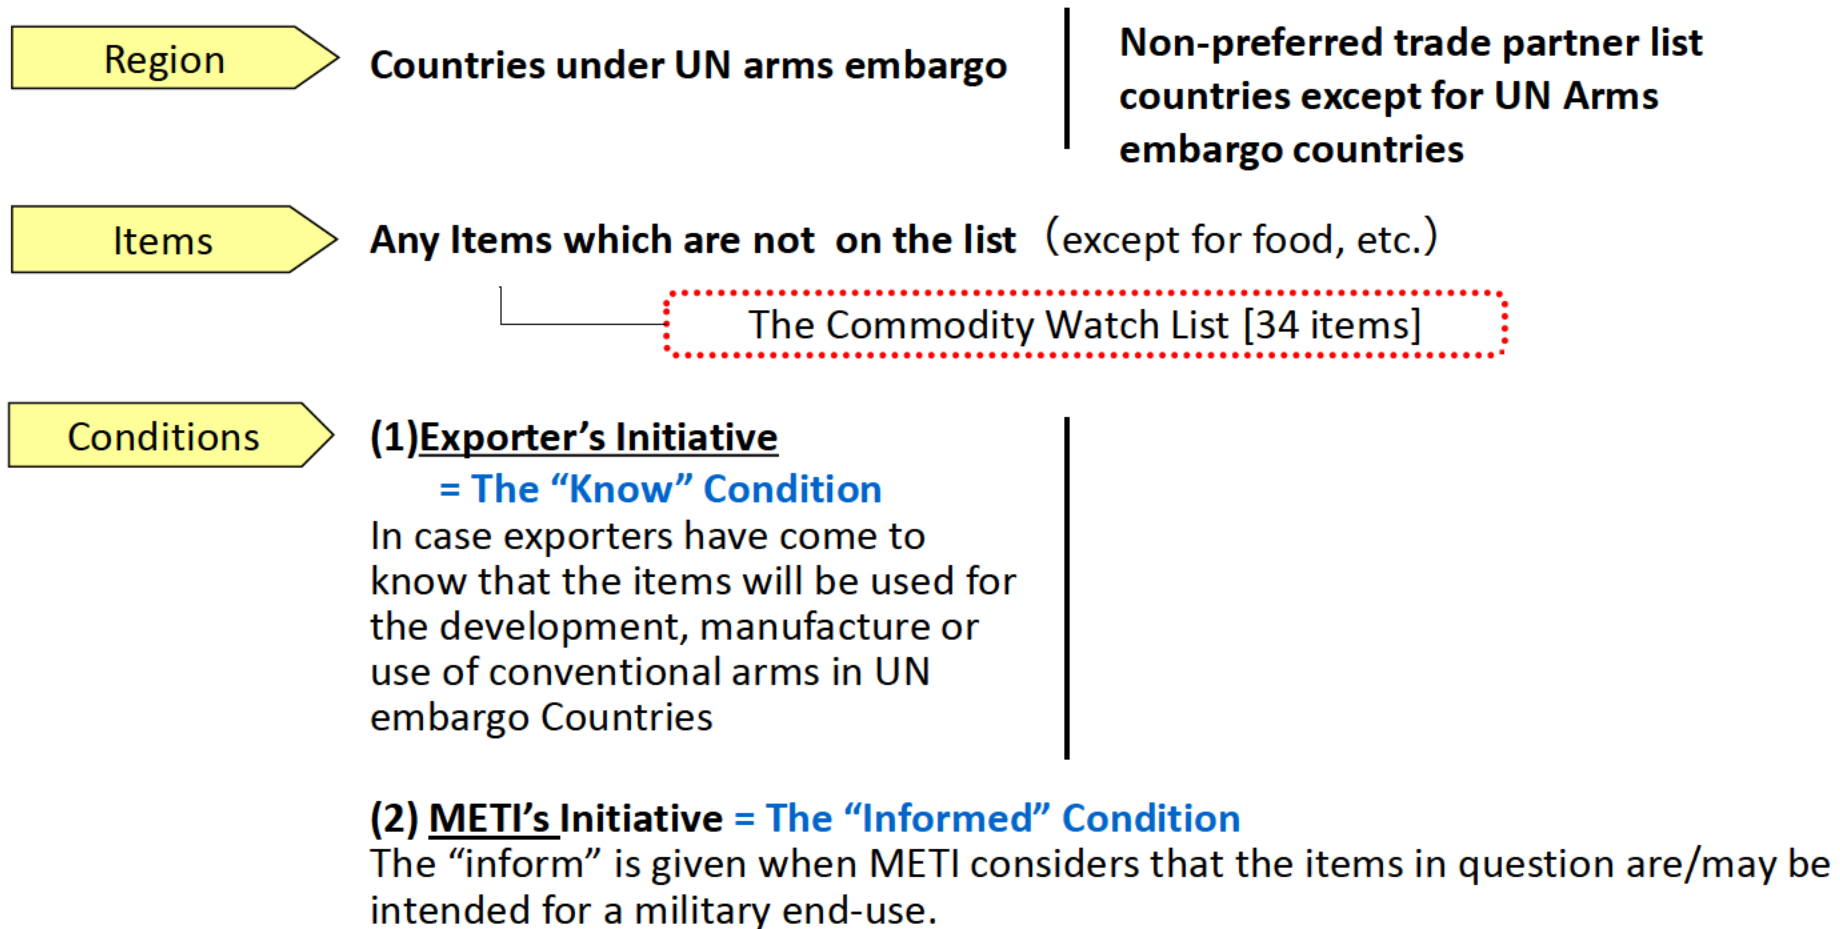 Region
Countries under UN arms embargo
Non-preferred trade partner list
countries except for UN Arms
embargo countries
Items
Any Items which are not on the list（except for food, etc.）
The Commodity Watch List [34 items]
Conditions
(1)Exporter’s Initiative
= The “Know” Condition
In case exporters have come to
know that the items will be used for
the development, manufacture or
use of conventional arms in UN
embargo Countries
(2) METI’s Initiative = The “Informed” Condition
The “inform” is given when METI considers that the items in question are/may be
intended for a military end-use.